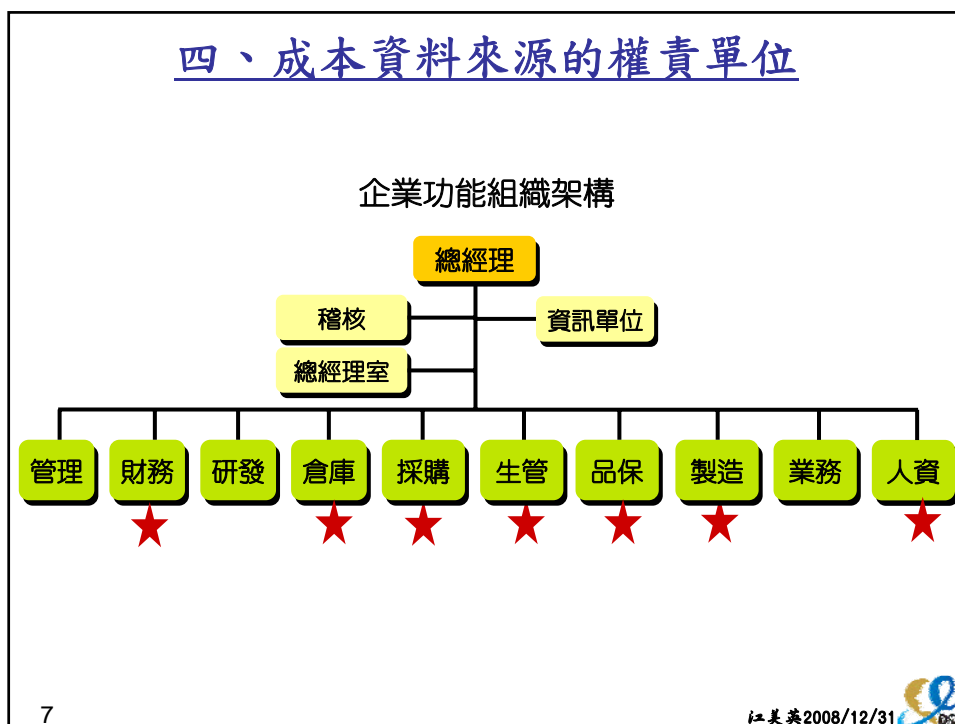 四、成本資料來源的權責單位
企業功能組織架構
總經理
稽核
資訊單位
總經理室
管理 財務 研發 倉庫 採購 生管 品保 製造 業務 人資
7
江美英2008/12/31